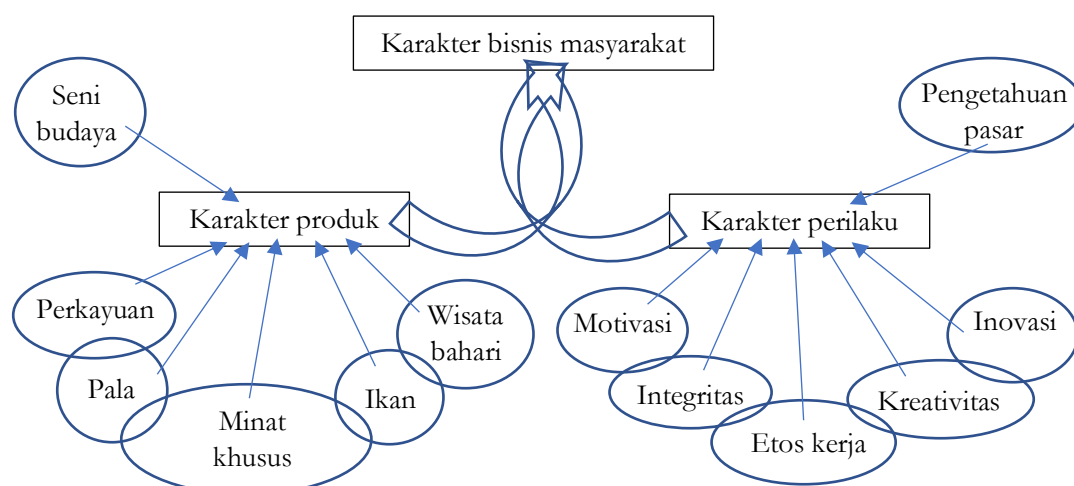 Karakter bisnis masyarakat
Seni
budaya
Pengetahuan
pasar
Karakter produk
Karakter perilaku
Perkayuan
Pala
Minat
khusus
Ikan
Wisata
bahari
Motivasi
Integritas
Etos kerja
Kreativitas
Inovasi